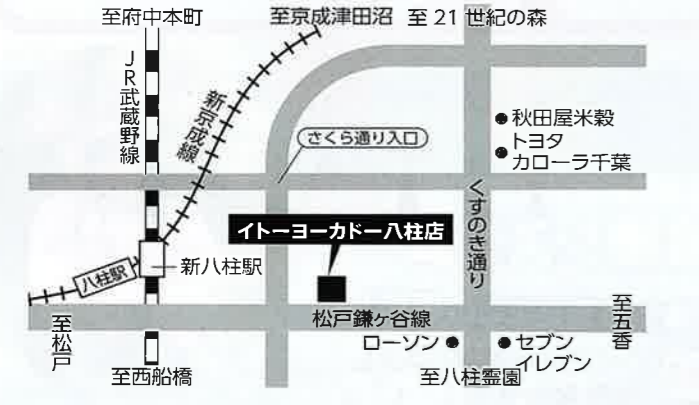 至府中本町
至京成津田沼
至21世紀の森
JR武蔵野線
新京成線
さくら通り入口
秋田屋米穀
トヨタ
カローラ千葉
くすのき通り
イトーヨーカドー八柱店
八柱駅
新八柱駅
松戸鎌ヶ谷線
至五香
至松戸
ローソン
セブン
イレブン
至西船橋
至八柱霊園